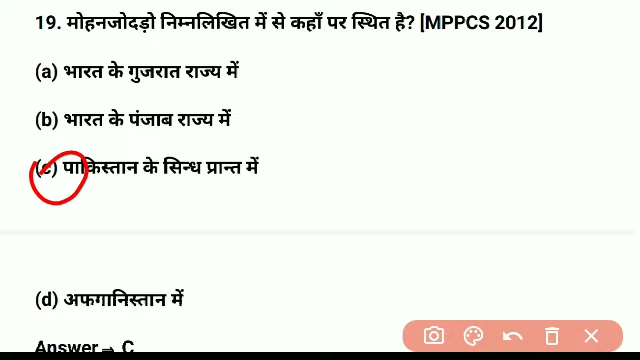 19. मोहनजोदड़ो निम्नलिखित में से कहाँ पर स्थित है? [MPPCS 2012]
(a) भारत के गुजरात राज्य में
(b) भारत के पंजाब राज्य में
(c) पाकिस्तान के सिन्ध प्रान्त में
(d) अफगानिस्तान में
Answer⇒ C